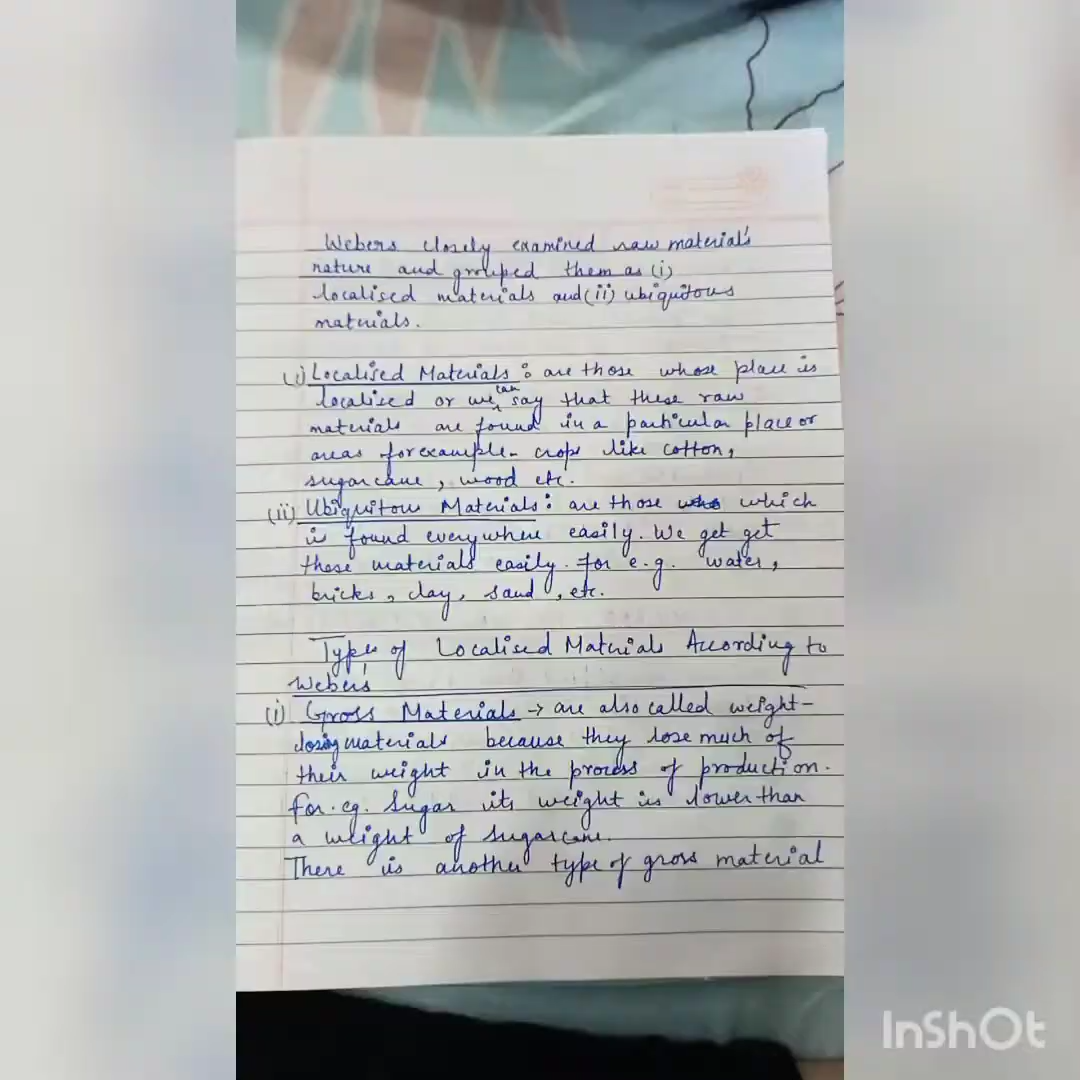 Webers closely examined raw material's
nature and grouped them as (i)
localised materials and (ii) ubiquitous
materials.
(i) Localised Materials : are those whose place is
localised or we can say that these raw
materials are found in a particular place or
areas for example - crops like cotton,
sugarcane, wood etc.
(ii) Ubiquitous Materials : are those which
is found everywhere easily. We get get
these materials easily. For e.g. water,
bricks, clay, sand, etc.
Types of Localised Materials According to
Webers
(i) Gross Materials → are also called weight-
losing materials because they lose much of
their weight in the process of production.
for. eg. Sugar its weight is lower than
a weight of sugarcane.
There is another type of gross material
InShOt